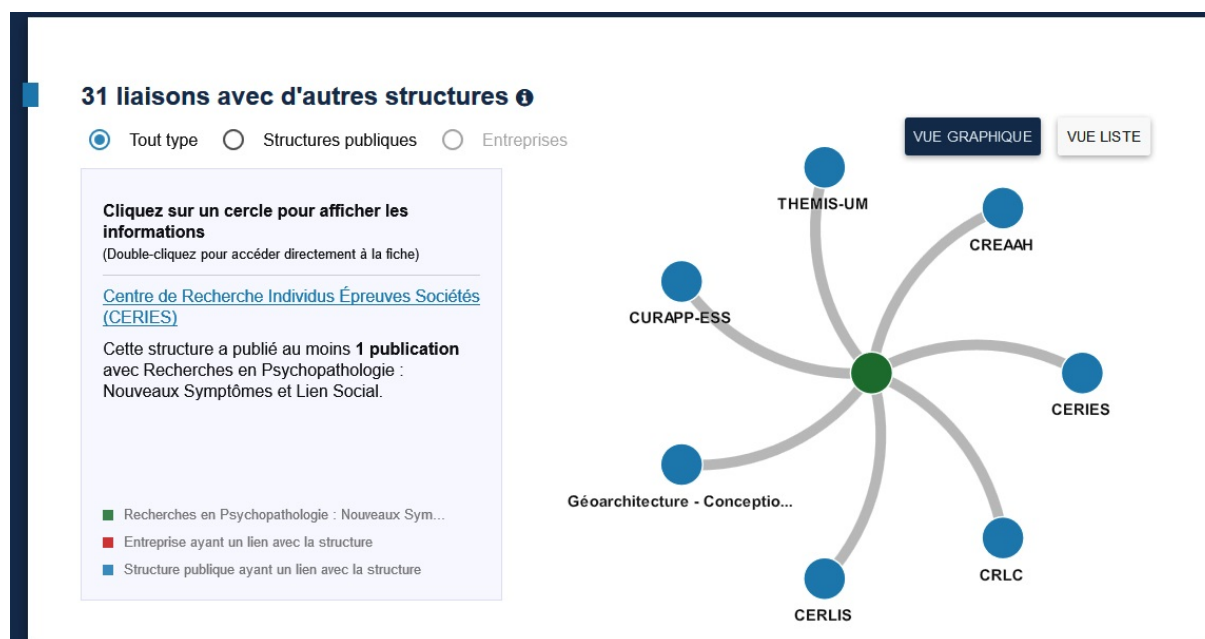 31 liaisons avec d'autres structures
Tout type
Structures publiques
Entreprises
VUE GRAPHIQUE
VUE LISTE
Cliquez sur un cercle pour afficher les
informations
(Double-cliquez pour accéder directement à la fiche)
Centre de Recherche Individus Épreuves Sociétés
(CERIES)
Cette structure a publié au moins 1 publication
avec Recherches en Psychopathologie :
Nouveaux Symptômes et Lien Social.
Recherches en Psychopathologie : Nouveaux Sym...
Entreprise ayant un lien avec la structure
Structure publique ayant un lien avec la structure
THEMIS-UM
CREAAH
CURAPP-ESS
CERIES
Géoarchitecture - Conceptio...
CRLC
CERLIS